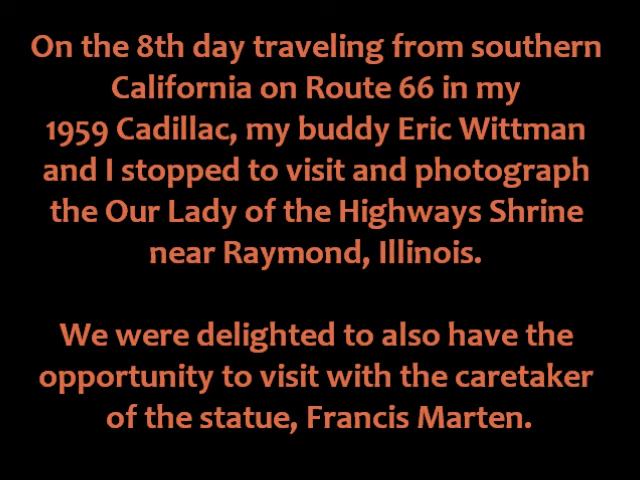 On the 8th day traveling from southern
California on Route 66 in my
1959 Cadillac, my buddy Eric Wittman
and I stopped to visit and photograph
the Our Lady of the Highways Shrine
near Raymond, Illinois.
We were delighted to also have the
opportunity to visit with the caretaker
of the statue, Francis Marten.